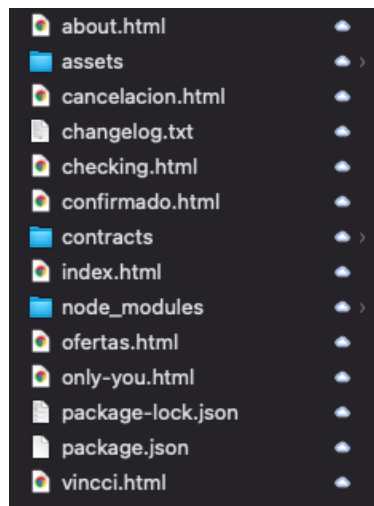 about.html
assets
cancelacion.html
changelog.txt
checking.html
confirmado.html
contracts
index.html
node_modules
ofertas.html
only-you.html
package-lock.json
package.json
vincci.html